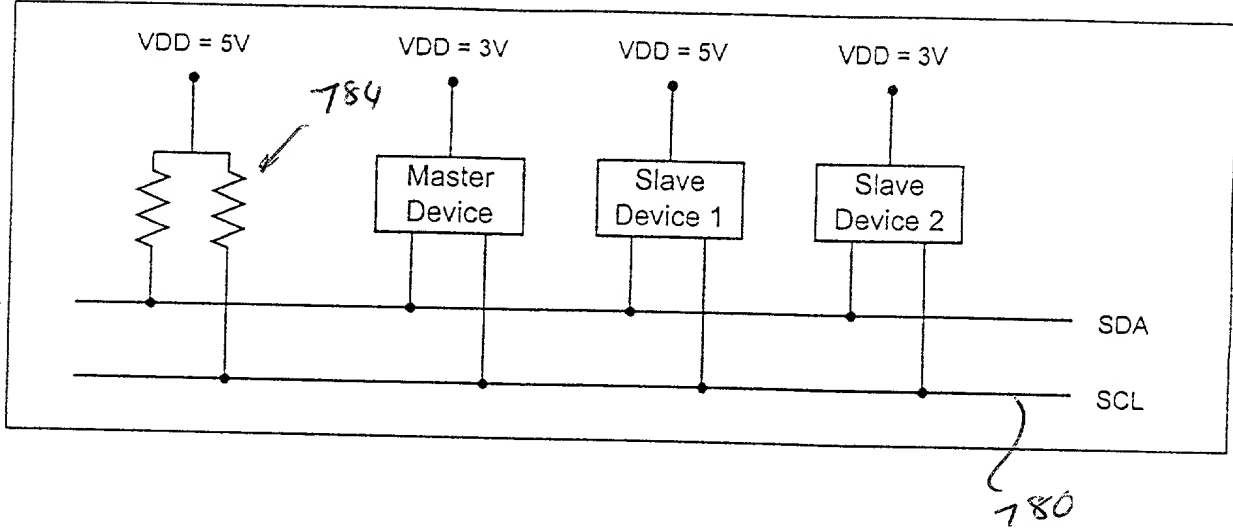 VDD = 5V
VDD = 3V
VDD = 5V
VDD = 3V
784
Master
Device
Slave
Device 1
Slave
Device 2
SDA
SCL
780